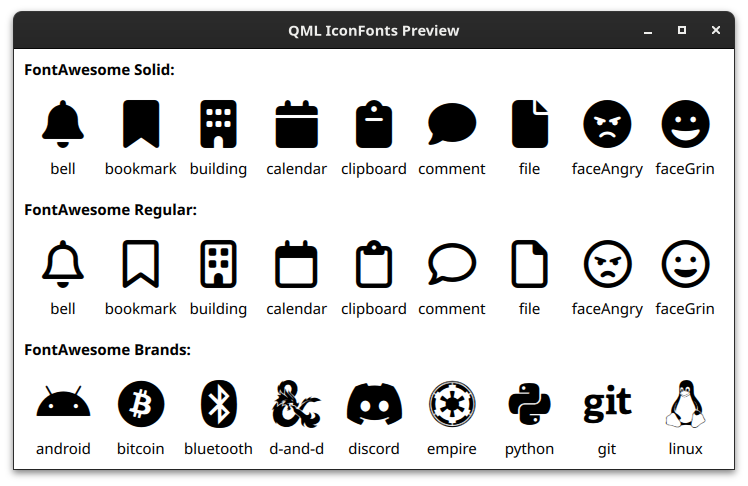 QML IconFonts Preview
FontAwesome Solid:
bell bookmark building calendar clipboard comment file faceAngry faceGrin
FontAwesome Regular:
bell bookmark building calendar clipboard comment file faceAngry faceGrin
FontAwesome Brands:
git
android bitcoin bluetooth d-and-d discord empire python git linux